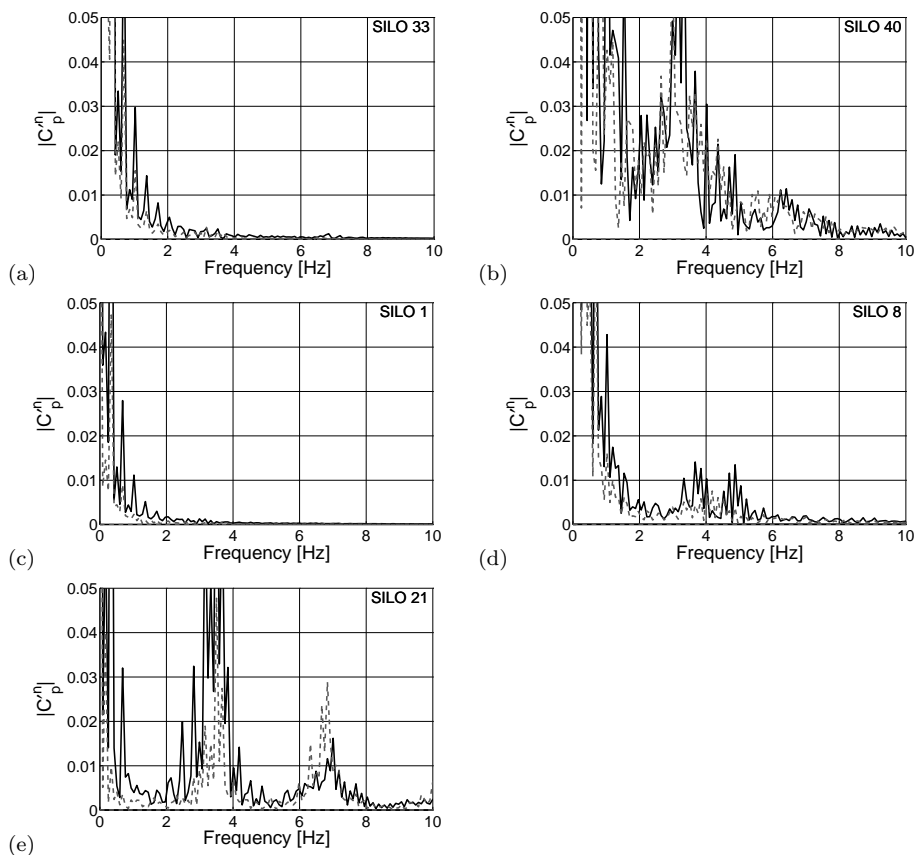 0.05
0.04
0.03
0.02
0.01
0
SILO 33
|C'ⁿp|
0 2 4 6 8 10
Frequency [Hz]
(a)
0.05
0.04
0.03
0.02
0.01
0
SILO 40
|C'ⁿp|
0 2 4 6 8 10
Frequency [Hz]
(b)
0.05
0.04
0.03
0.02
0.01
0
SILO 1
|C'ⁿp|
0 2 4 6 8 10
Frequency [Hz]
(c)
0.05
0.04
0.03
0.02
0.01
0
SILO 8
|C'ⁿp|
0 2 4 6 8 10
Frequency [Hz]
(d)
0.05
0.04
0.03
0.02
0.01
0
SILO 21
|C'ⁿp|
0 2 4 6 8 10
Frequency [Hz]
(e)